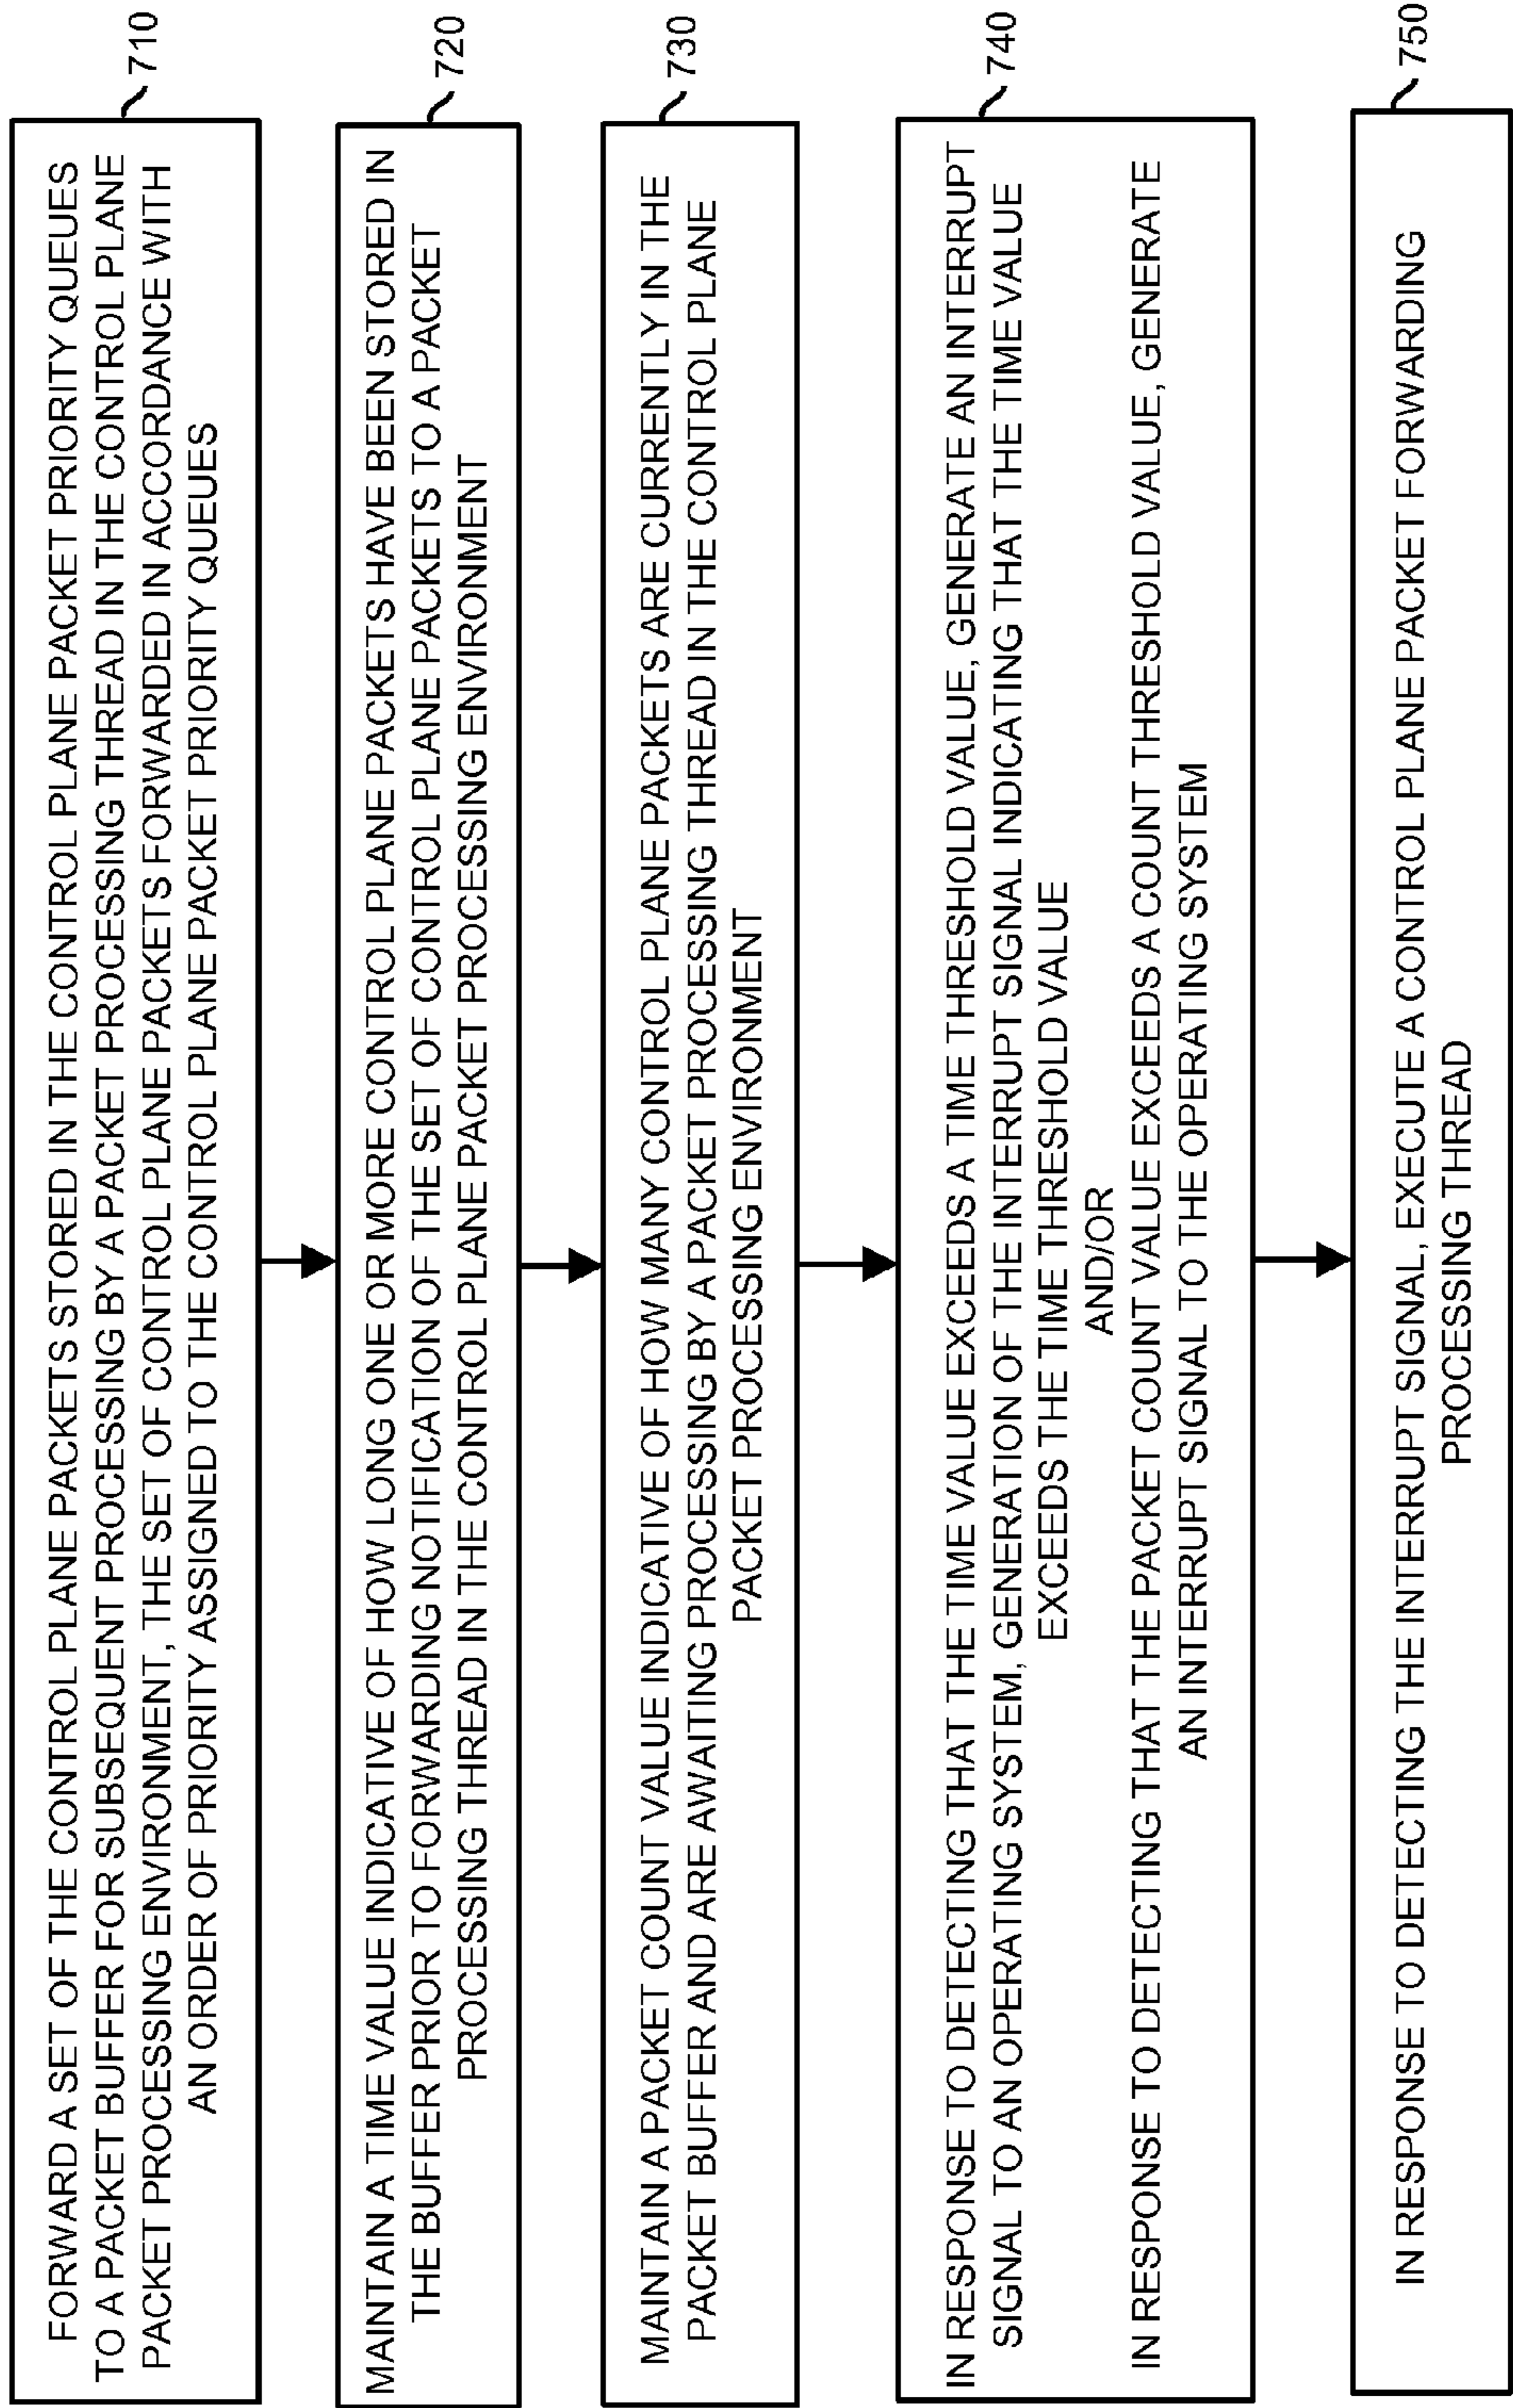 FORWARD A SET OF THE CONTROL PLANE PACKETS STORED IN THE CONTROL PLANE PACKET PRIORITY QUEUES
TO A PACKET BUFFER FOR SUBSEQUENT PROCESSING BY A PACKET PROCESSING THREAD IN THE CONTROL PLANE
PACKET PROCESSING ENVIRONMENT, THE SET OF CONTROL PLANE PACKETS FORWARDED IN ACCORDANCE WITH
AN ORDER OF PRIORITY ASSIGNED TO THE CONTROL PLANE PACKET PRIORITY QUEUES
710
MAINTAIN A TIME VALUE INDICATIVE OF HOW LONG ONE OR MORE CONTROL PLANE PACKETS HAVE BEEN STORED IN
THE BUFFER PRIOR TO FORWARDING NOTIFICATION OF THE SET OF CONTROL PLANE PACKETS TO A PACKET
PROCESSING THREAD IN THE CONTROL PLANE PACKET PROCESSING ENVIRONMENT
720
MAINTAIN A PACKET COUNT VALUE INDICATIVE OF HOW MANY CONTROL PLANE PACKETS ARE CURRENTLY IN THE
PACKET BUFFER AND ARE AWAITING PROCESSING BY A PACKET PROCESSING THREAD IN THE CONTROL PLANE
PACKET PROCESSING ENVIRONMENT
730
IN RESPONSE TO DETECTING THAT THE TIME VALUE EXCEEDS A TIME THRESHOLD VALUE, GENERATE AN INTERRUPT
SIGNAL TO AN OPERATING SYSTEM, GENERATION OF THE INTERRUPT SIGNAL INDICATING THAT THE TIME VALUE
EXCEEDS THE TIME THRESHOLD VALUE
AND/OR
IN RESPONSE TO DETECTING THAT THE PACKET COUNT VALUE EXCEEDS A COUNT THRESHOLD VALUE, GENERATE
AN INTERRUPT SIGNAL TO THE OPERATING SYSTEM
740
IN RESPONSE TO DETECTING THE INTERRUPT SIGNAL, EXECUTE A CONTROL PLANE PACKET FORWARDING
PROCESSING THREAD
750